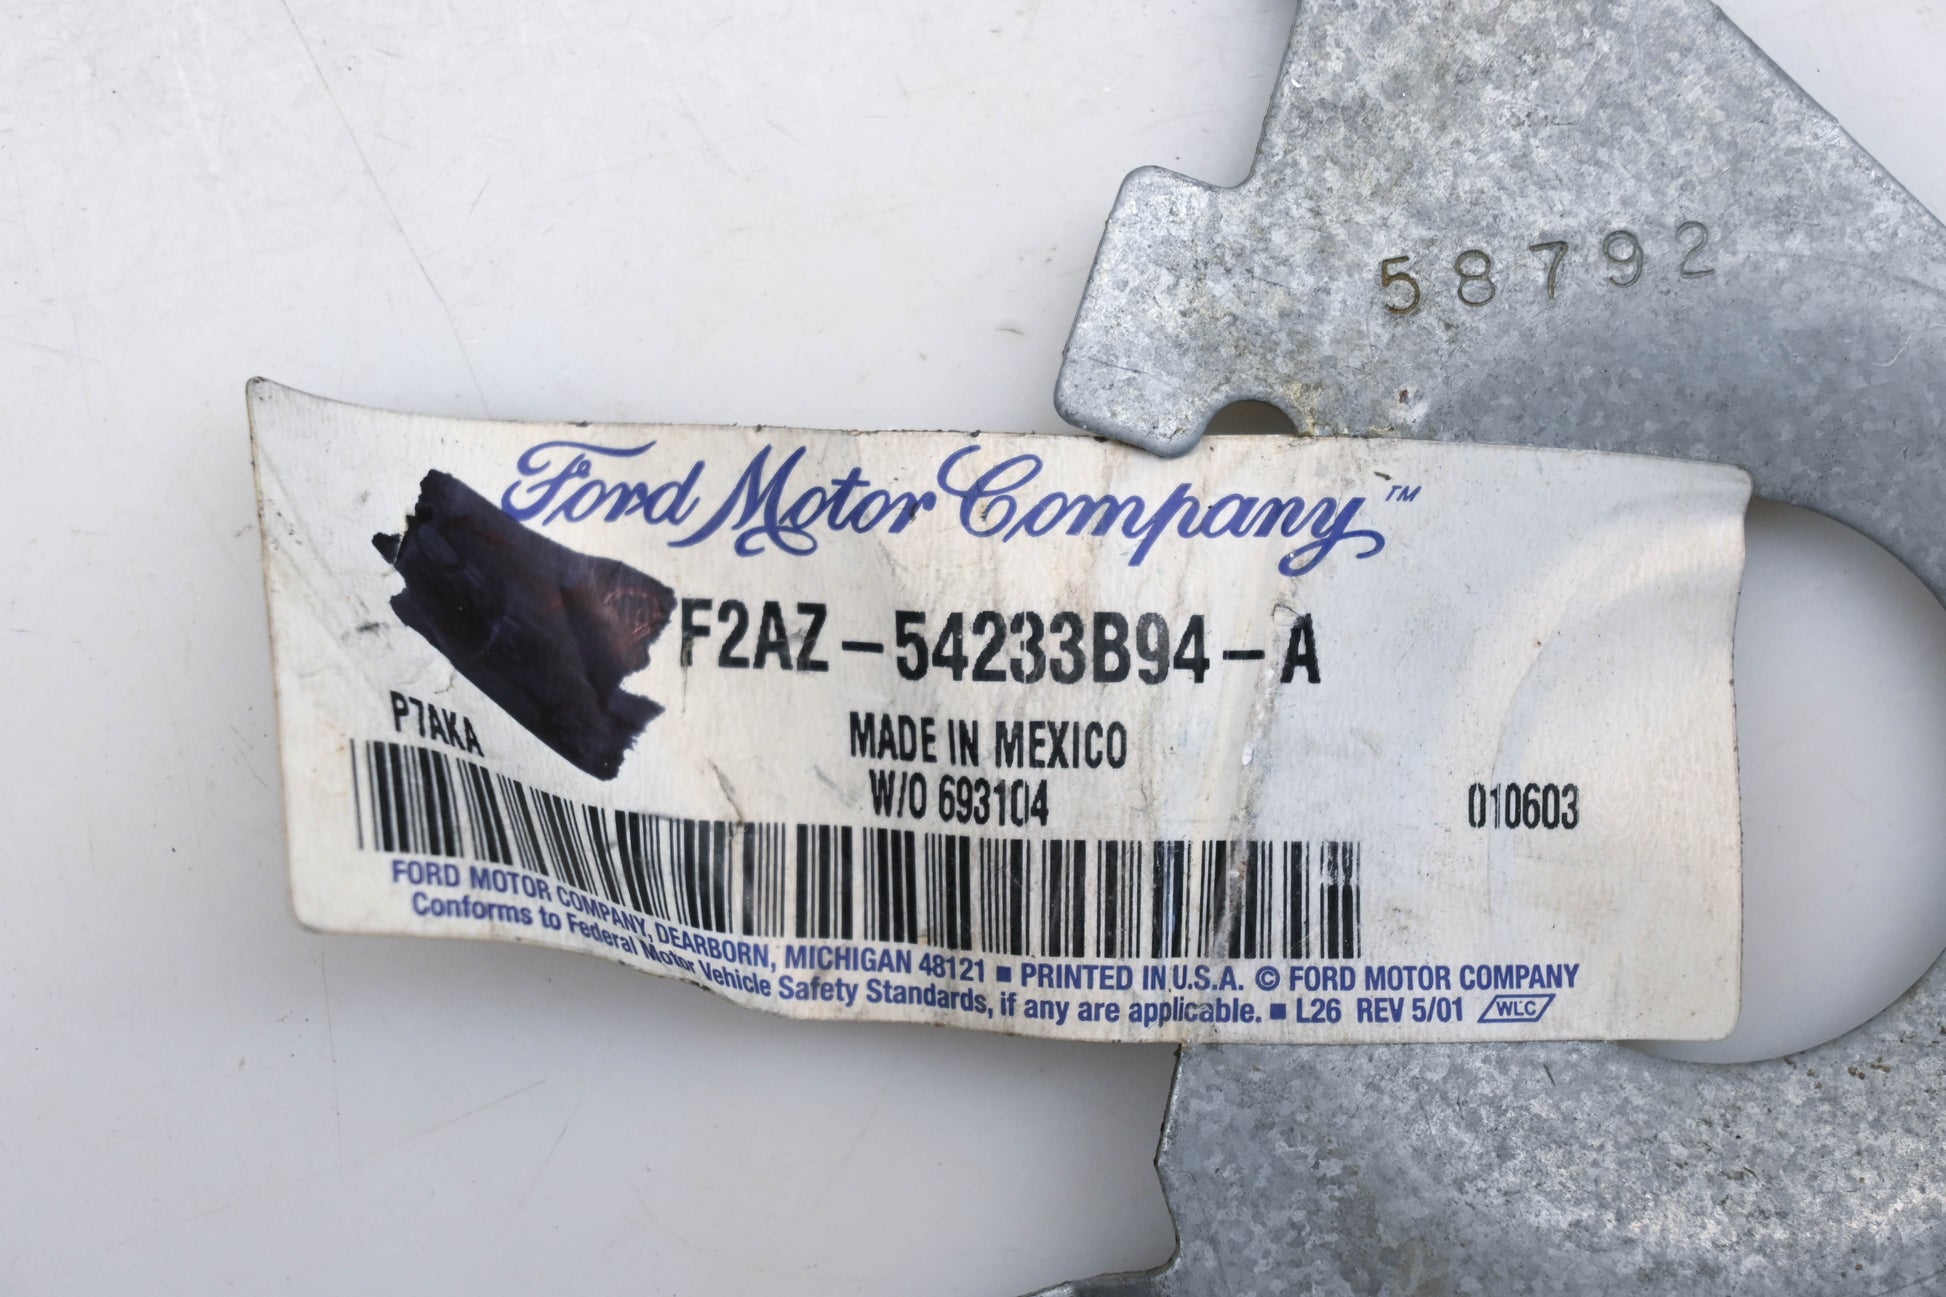 58792
Ford Motor Company™
F2AZ-54233B94-A
P7AKA
MADE IN MEXICO
W/O 693104
010603
FORD MOTOR COMPANY, DEARBORN, MICHIGAN 48121 ■ PRINTED IN U.S.A. © FORD MOTOR COMPANY
Conforms to Federal Motor Vehicle Safety Standards, if any are applicable. ■ L26 REV 5/01 WLC